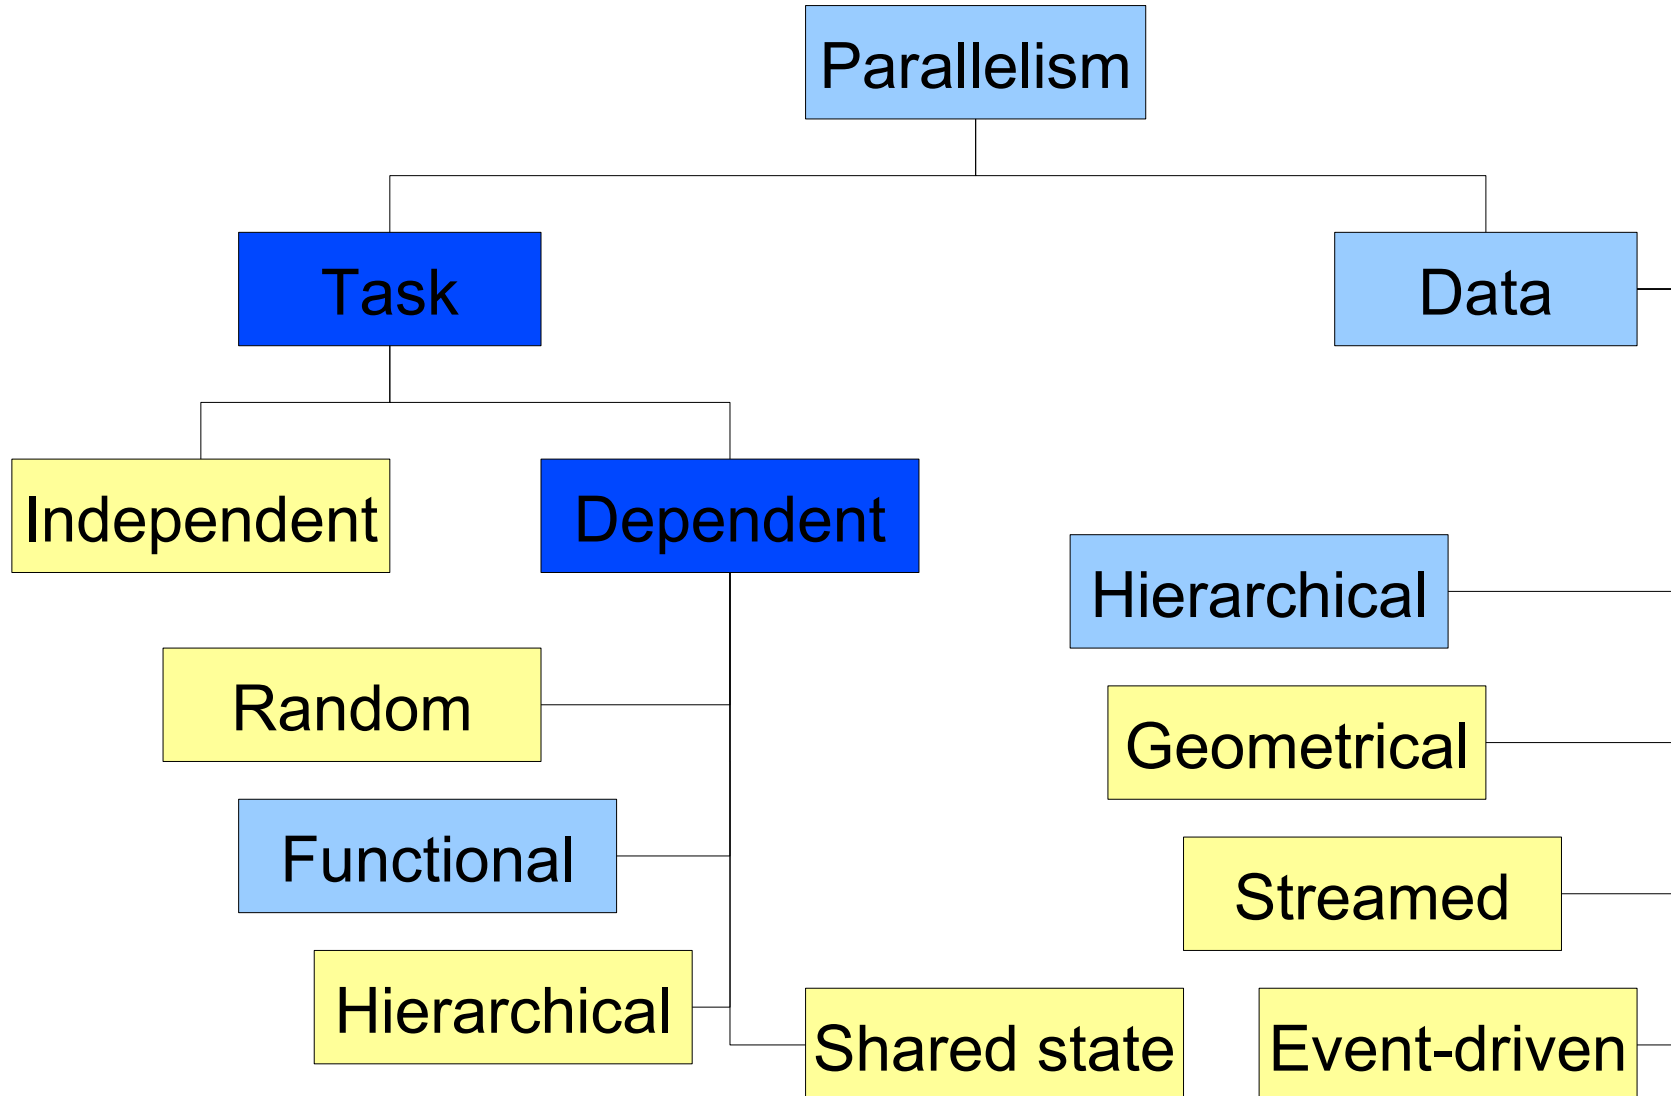 Parallelism
Task
Data
Independent
Dependent
Hierarchical
Random
Geometrical
Functional
Streamed
Hierarchical
Shared state
Event-driven